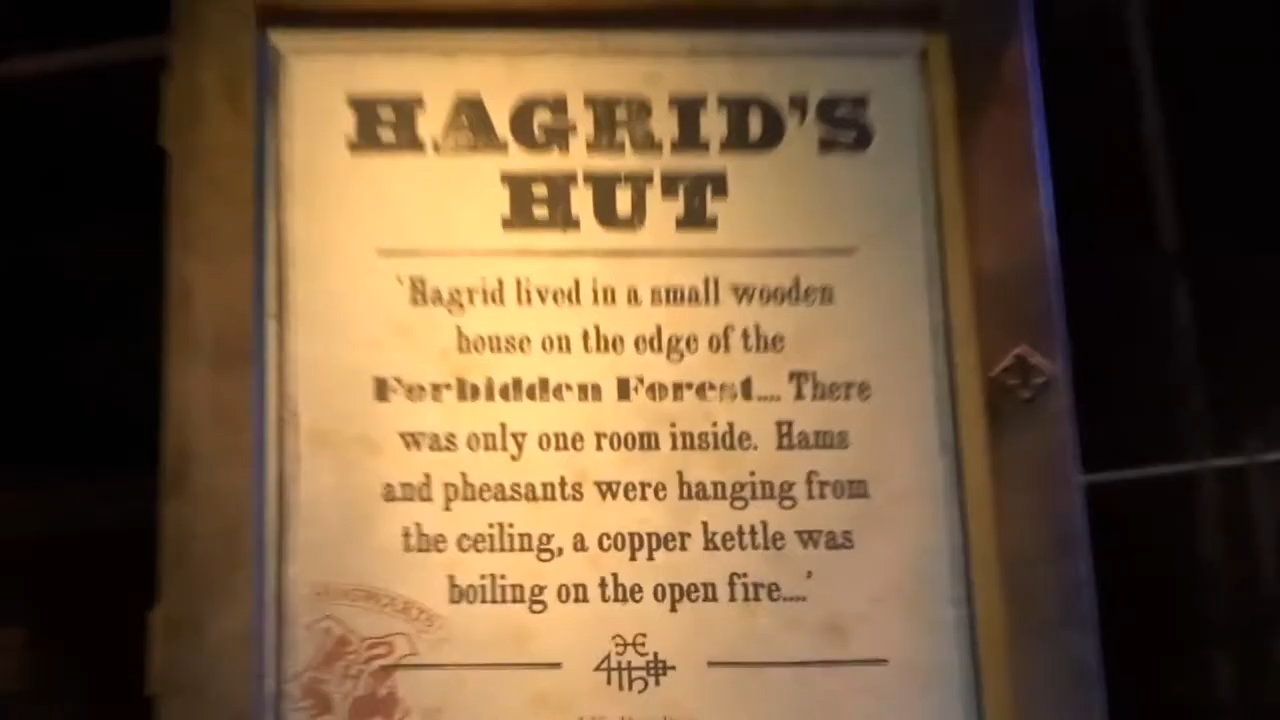 HAGRID'S
HUT
'Hagrid lived in a small wooden
house on the edge of the
Forbidden Forest.... There
was only one room inside. Hams
and pheasants were hanging from
the ceiling, a copper kettle was
boiling on the open fire....'